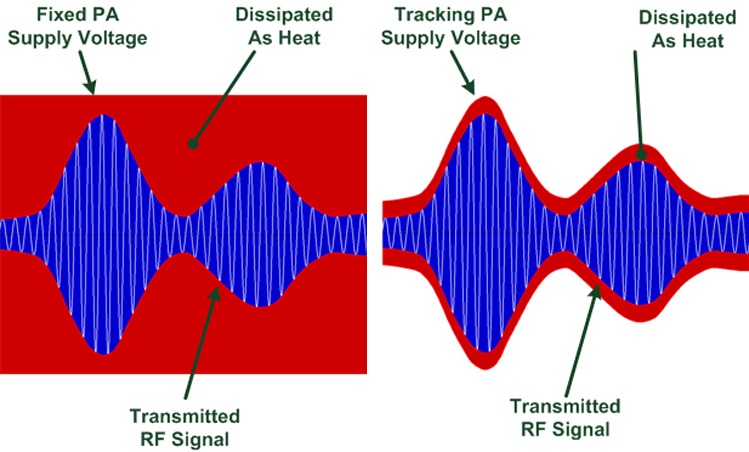 Fixed PA
Supply Voltage
Dissipated
As Heat
Transmitted
RF Signal
Tracking PA
Supply Voltage
Dissipated
As Heat
Transmitted
RF Signal